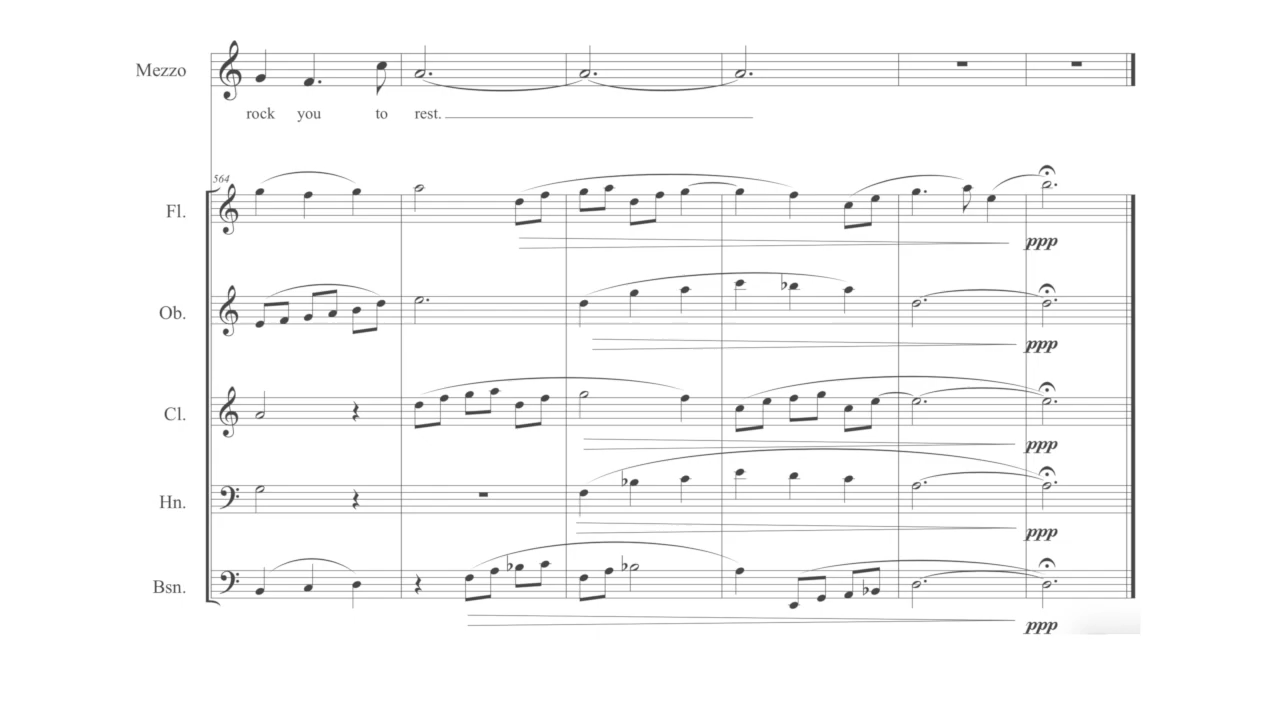 Mezzo
rock you to rest.
564
Fl.
ppp
Ob.
ppp
Cl.
ppp
Hn.
ppp
Bsn.
ppp